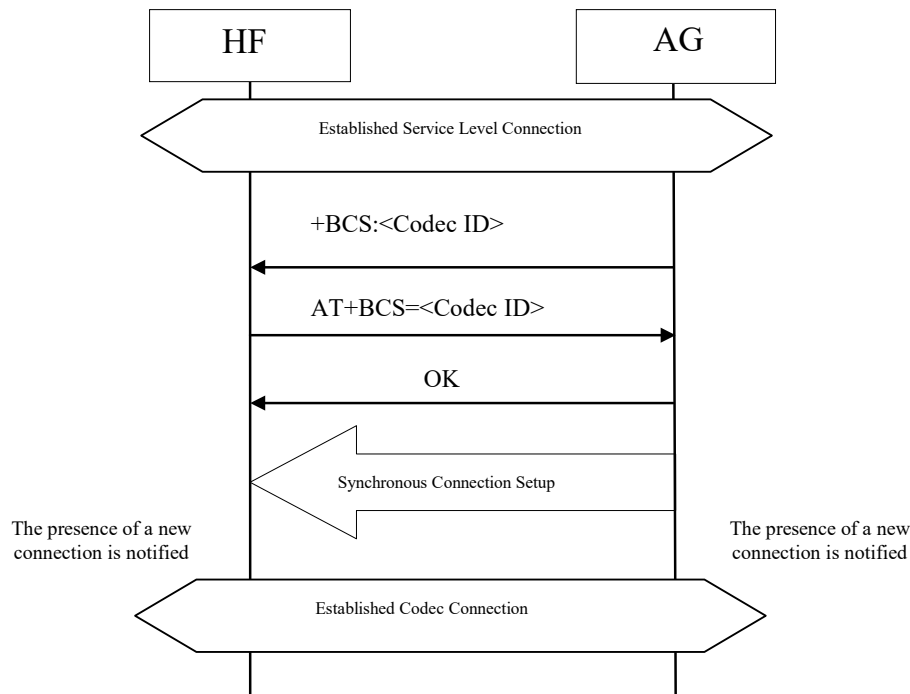 HF
AG
Established Service Level Connection
+BCS:<Codec ID>
AT+BCS=<Codec ID>
OK
Synchronous Connection Setup
The presence of a new
connection is notified
The presence of a new
connection is notified
Established Codec Connection